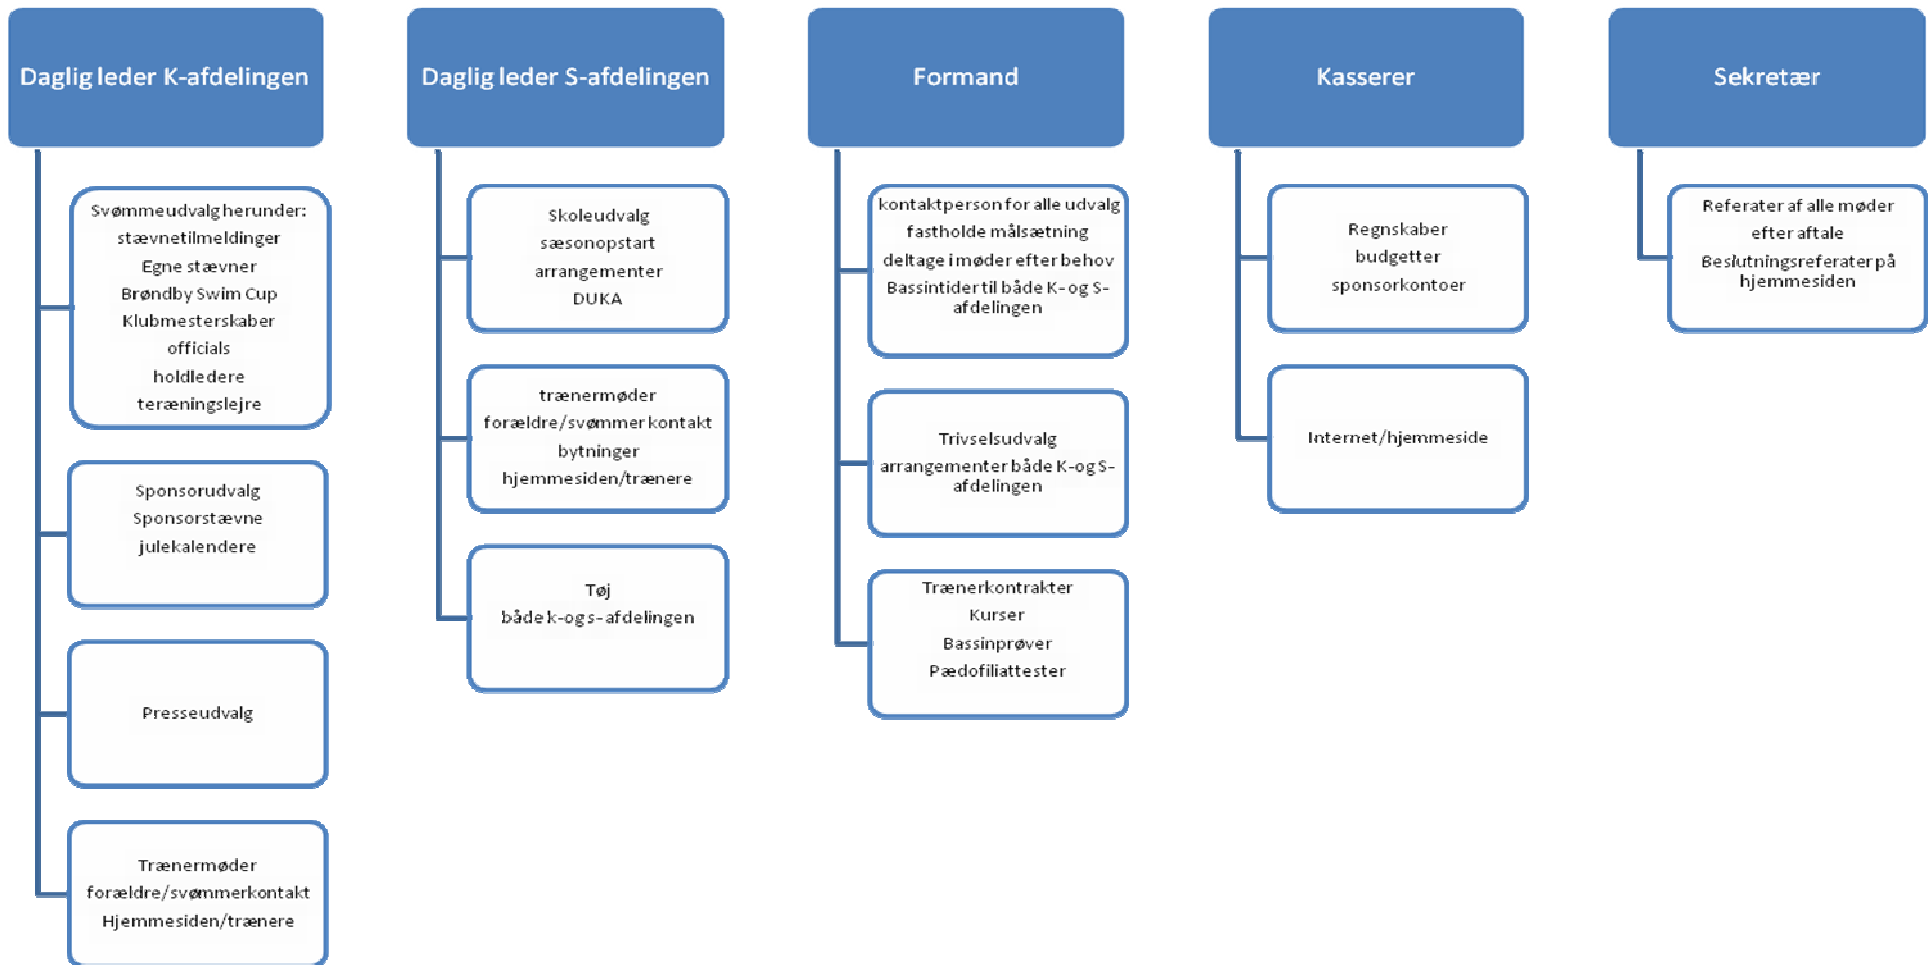 Daglig leder K-afdelingen
Svømmeudvalg herunder:
stævnetilmeldinger
Egne stævner
Brøndby Swim Cup
Klubmesterskaber
officials
holdledere
teræningslejre
Sponsorudvalg
Sponsorstævne
julekalendere
Presseudvalg
Trænermøder
forældre/svømmerkontakt
Hjemmesiden/trænere
Daglig leder S-afdelingen
Skoleudvalg
sæsonopstart
arrangementer
DUKA
trænermøder
forældre/svømmer kontakt
bytninger
hjemmesiden/trænere
Tøj
både k-og s-afdelingen
Formand
kontaktperson for alle udvalg
fastholde målsætning
deltage i møder efter behov
Bassintider til både K- og S-
afdelingen
Trivselsudvalg
arrangementer både K-og S-
afdelingen
Trænerkontrakter
Kurser
Bassinprøver
Pædofiliattester
Kasserer
Regnskaber
budgetter
sponsorkontoer
Internet/hjemmeside
Sekretær
Referater af alle møder
efter aftale
Beslutningsreferater på
hjemmesiden